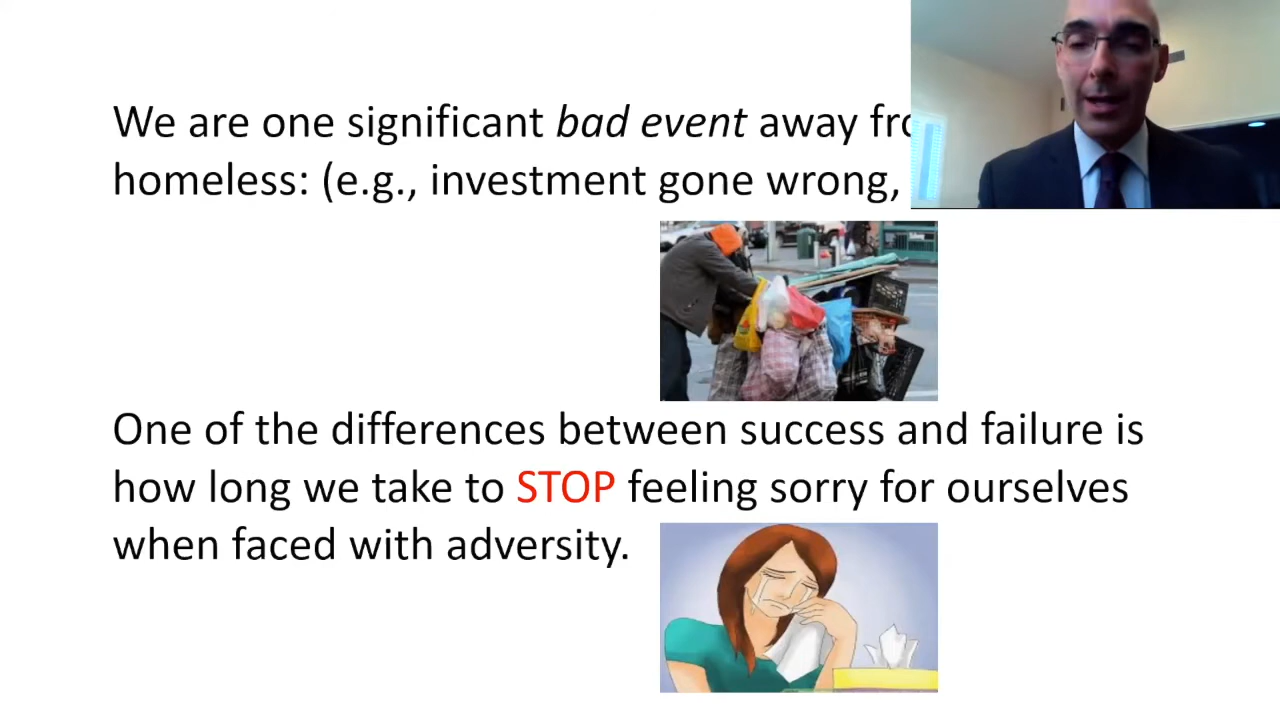 We are one significant bad event away
homeless: (e.g., investment gone wrong,
One of the differences between success and failure is
how long we take to STOP feeling sorry for ourselves
when faced with adversity.